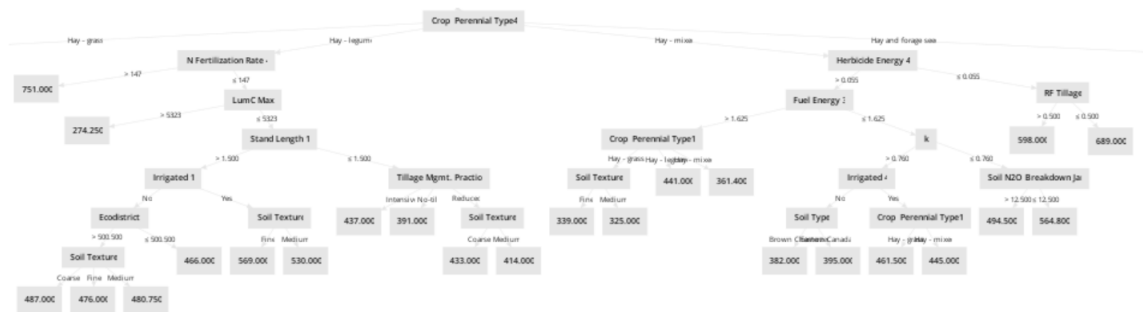 Crop Perennial Type4
Hay - grass
Hay - legume
Hay - mixe
Hay and forage see
N Fertilization Rate
Herbicide Energy 4
> 147
≤ 147
> 0.055
≤ 0.055
751.000
LumC Max
Fuel Energy
RF Tillage
> 5323
≤ 5323
> 1.625
≤ 1.625
> 0.500
≤ 0.500
274.250
Stand Length 1
Crop Perennial Type1
k
598.000
689.000
> 1.500
≤ 1.500
Hay - grass
Hay - mixe
> 0.760
≤ 0.760
Irrigated 1
Tillage Mgmt. Practio
Soil Texture
441.000
361.400
Irrigated
Soil N2O Breakdown Ja
No
Yes
Intensiv
No-til
Reduce
Fine
Medium
No
Yes
> 12.500
≤ 12.500
Ecodistrict
Soil Texture
437.000
391.000
Soil Texture
339.000
325.000
Soil Type
Crop Perennial Type1
494.500
564.800
> 500.500
≤ 500.500
Fine
Medium
Coarse
Medium
Brown
Canada
Hay - mixe
Soil Texture
466.000
569.000
530.000
433.000
414.000
382.000
395.000
461.500
445.000
Coarse
Fine
Medium
487.000
476.000
480.750